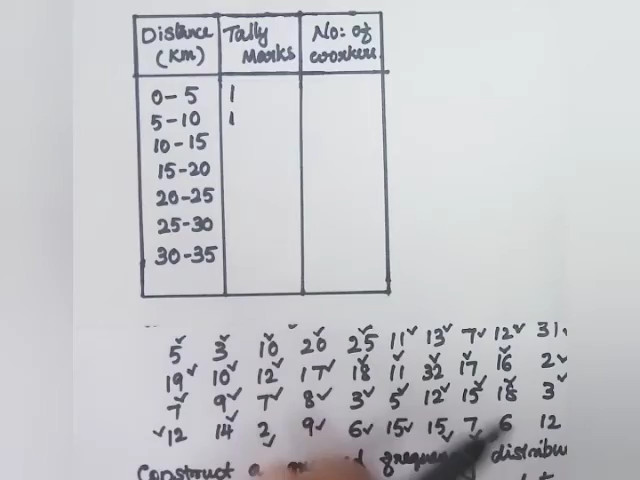 Distance Tally No: of
(Km) Marks workers
0-5 |
5-10 |
10-15
15-20
20-25
25-30
30-35
5 3 10 20 25 11 13 7 12 31
19 10 12 17 18 11 32 17 16 2
7 9 7 8 3 5 12 15 18 3
12 14 2 9 6 15 15 7 6 12
Construct a